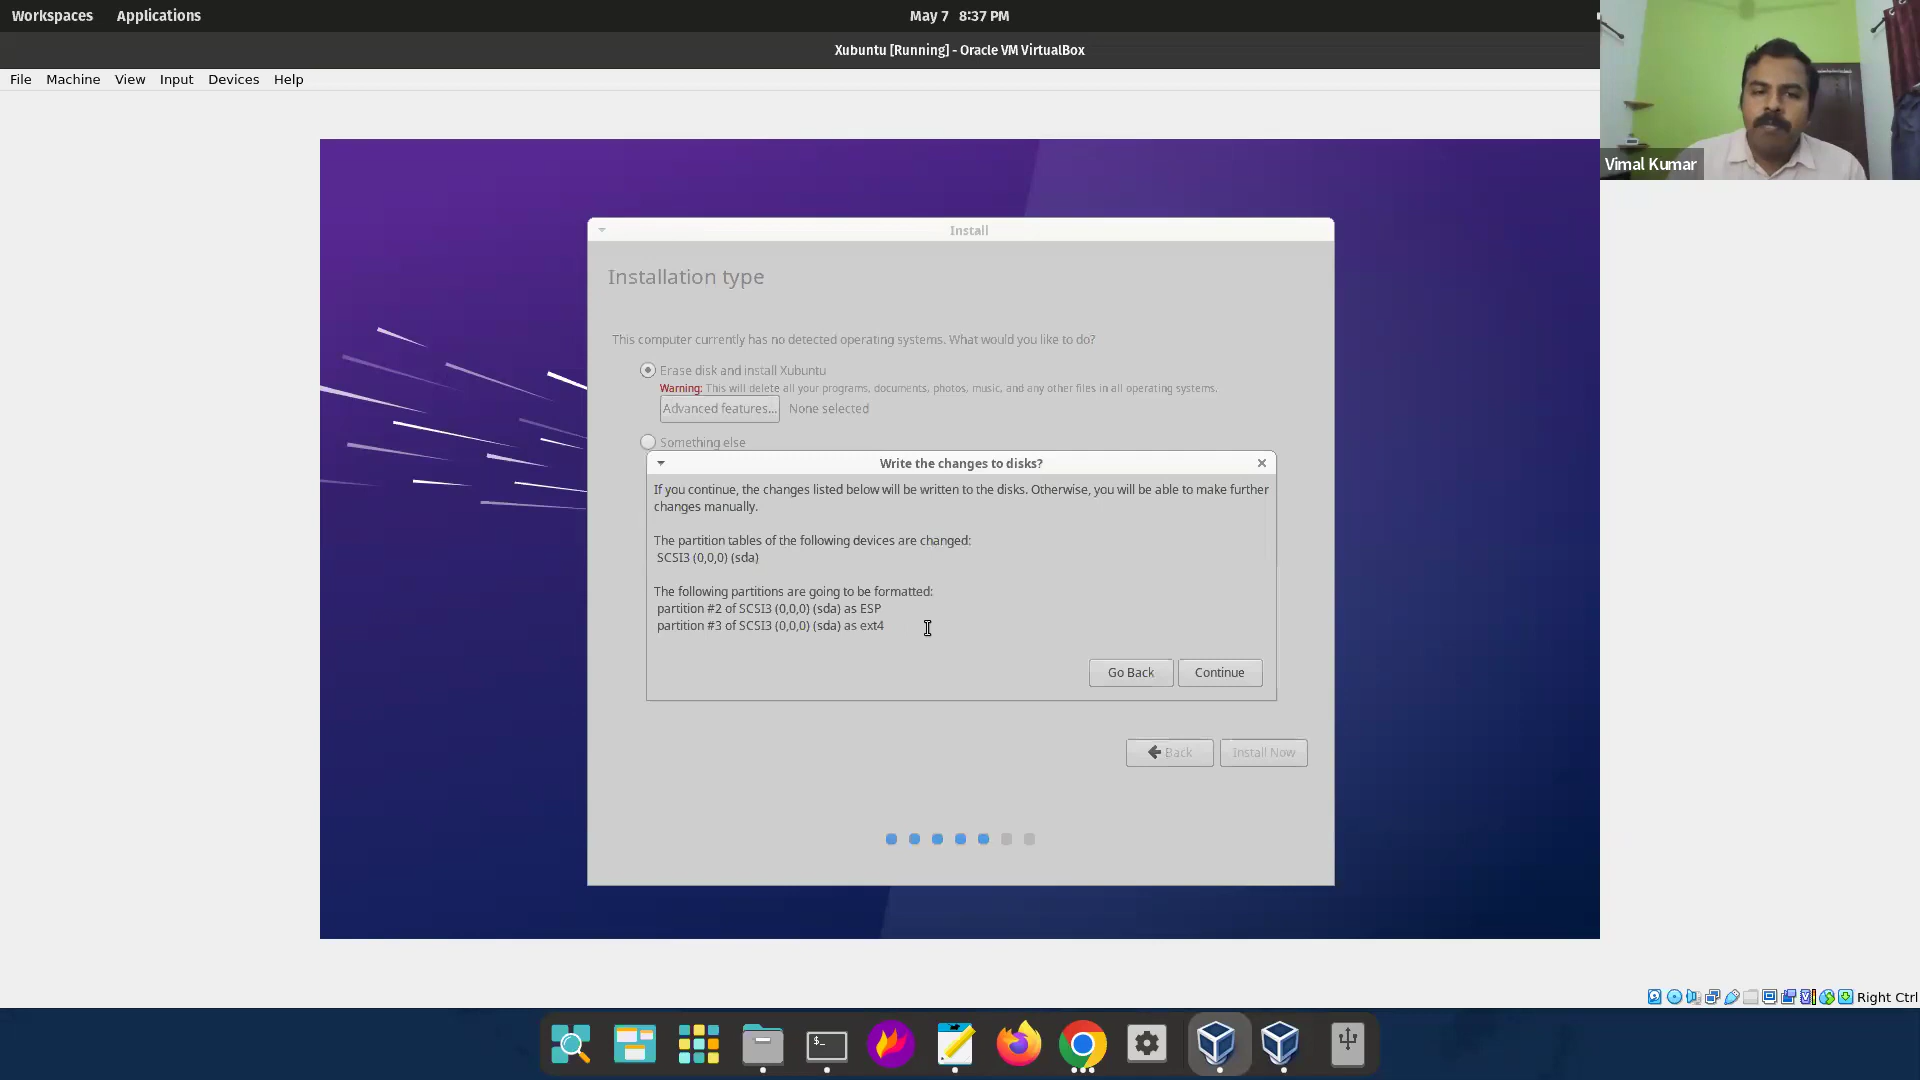 Workspaces
Applications
May 7 8:37 PM
Xubuntu [Running] - Oracle VM VirtualBox
File Machine View Input Devices Help
Vimal Kumar
Install
Installation type
This computer currently has no detected operating systems. What would you like to do?
Erase disk and install Xubuntu
Warning: This will delete all your programs, documents, photos, music, and any other files in all operating systems.
Advanced features... None selected
Something else
Write the changes to disks?
If you continue, the changes listed below will be written to the disks. Otherwise, you will be able to make further
changes manually.
The partition tables of the following devices are changed:
SCSI3 (0,0,0) (sda)
The following partitions are going to be formatted:
partition #2 of SCSI3 (0,0,0) (sda) as ESP
partition #3 of SCSI3 (0,0,0) (sda) as ext4
Go Back Continue
Back Install Now
Right Ctrl
$_